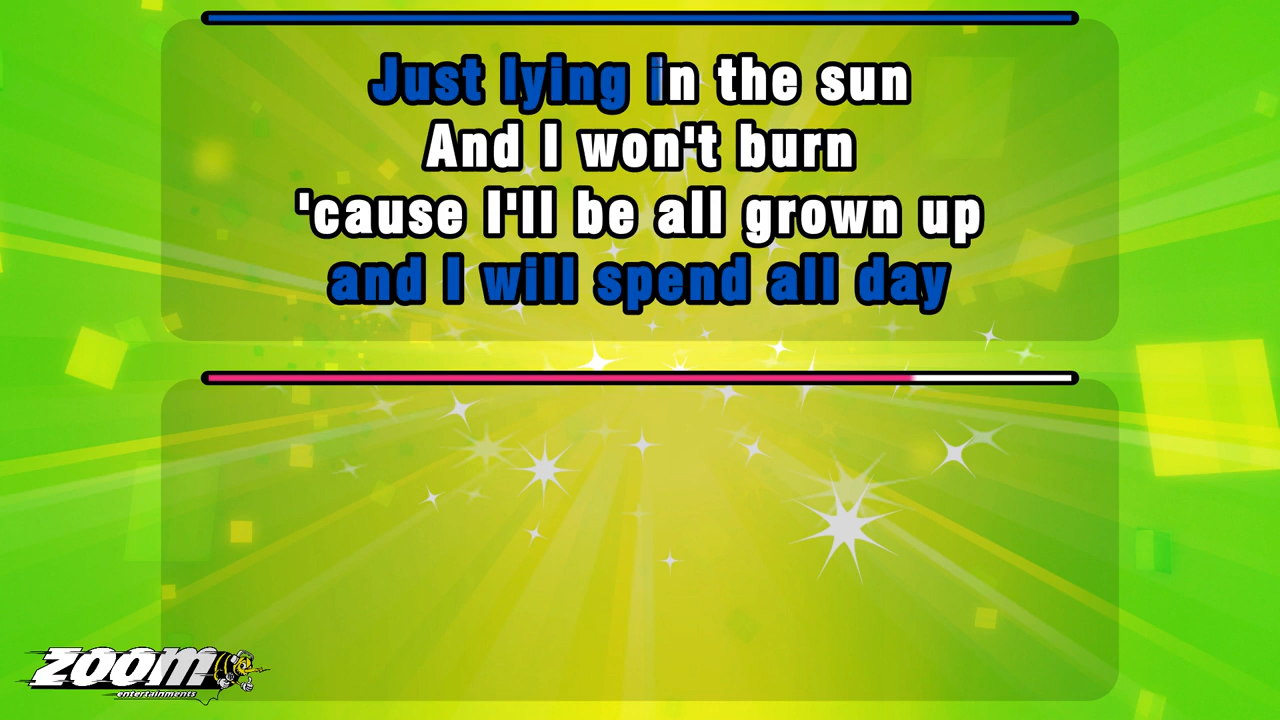 Just lying in the sun
And I won't burn
'cause I'll be all grown up
and I will spend all day
ZOOM
entertainments